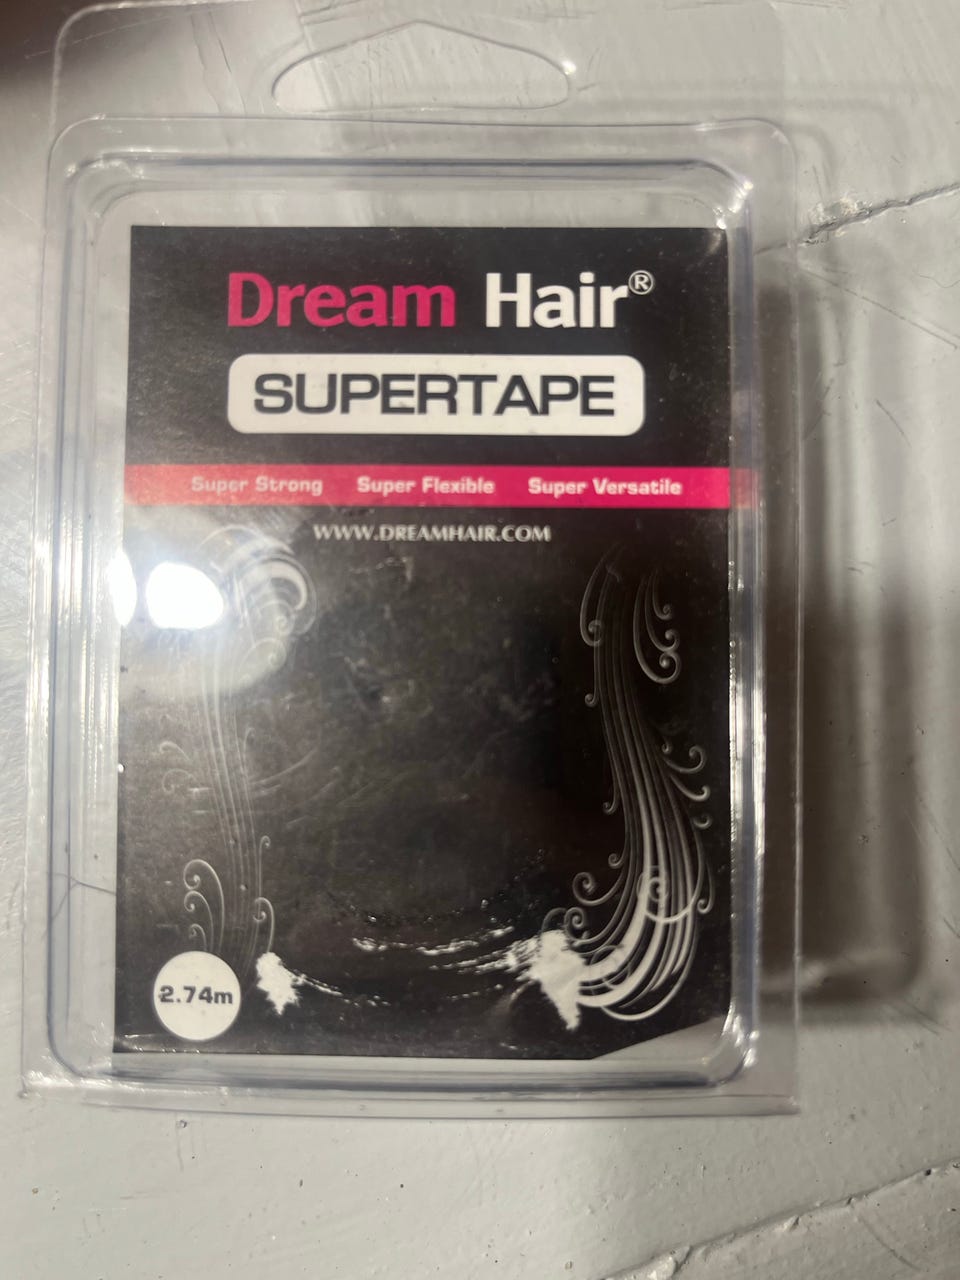 Dream Hair®
SUPERTAPE
Super Strong Super Flexible Super Versatile
WWW.DREAMHAIR.COM
2.74m